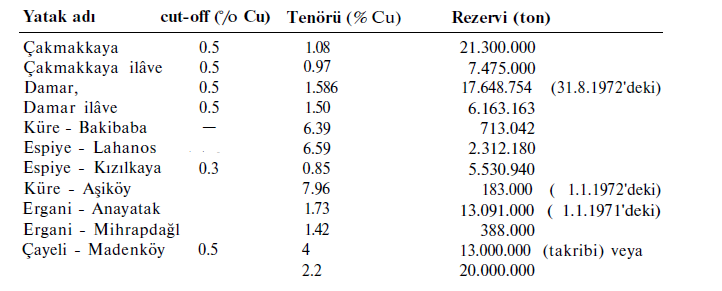 Yatak adı cut-off (% Cu) Tenörü (% Cu) Rezervi (ton)
Çakmakkaya 0.5 1.08 21.300.000
Çakmakkaya ilâve 0.5 0.97 7.475.000
Damar, 0.5 1.586 17.648.754 (31.8.1972'deki)
Damar ilâve 0.5 1.50 6.163.163
Küre - Bakibaba — 6.39 713.042
Espiye - Lahanos 6.59 2.312.180
Espiye - Kızılkaya 0.3 0.85 5.530.940
Küre - Aşiköy 7.96 183.000 ( 1.1.1972'deki)
Ergani - Anayatak 1.73 13.091.000 ( 1.1.1971'deki)
Ergani - Mihrapdağl 1.42 388.000
Çayeli - Madenköy 0.5 4 13.000.000 (takribi) veya
2.2 20.000.000